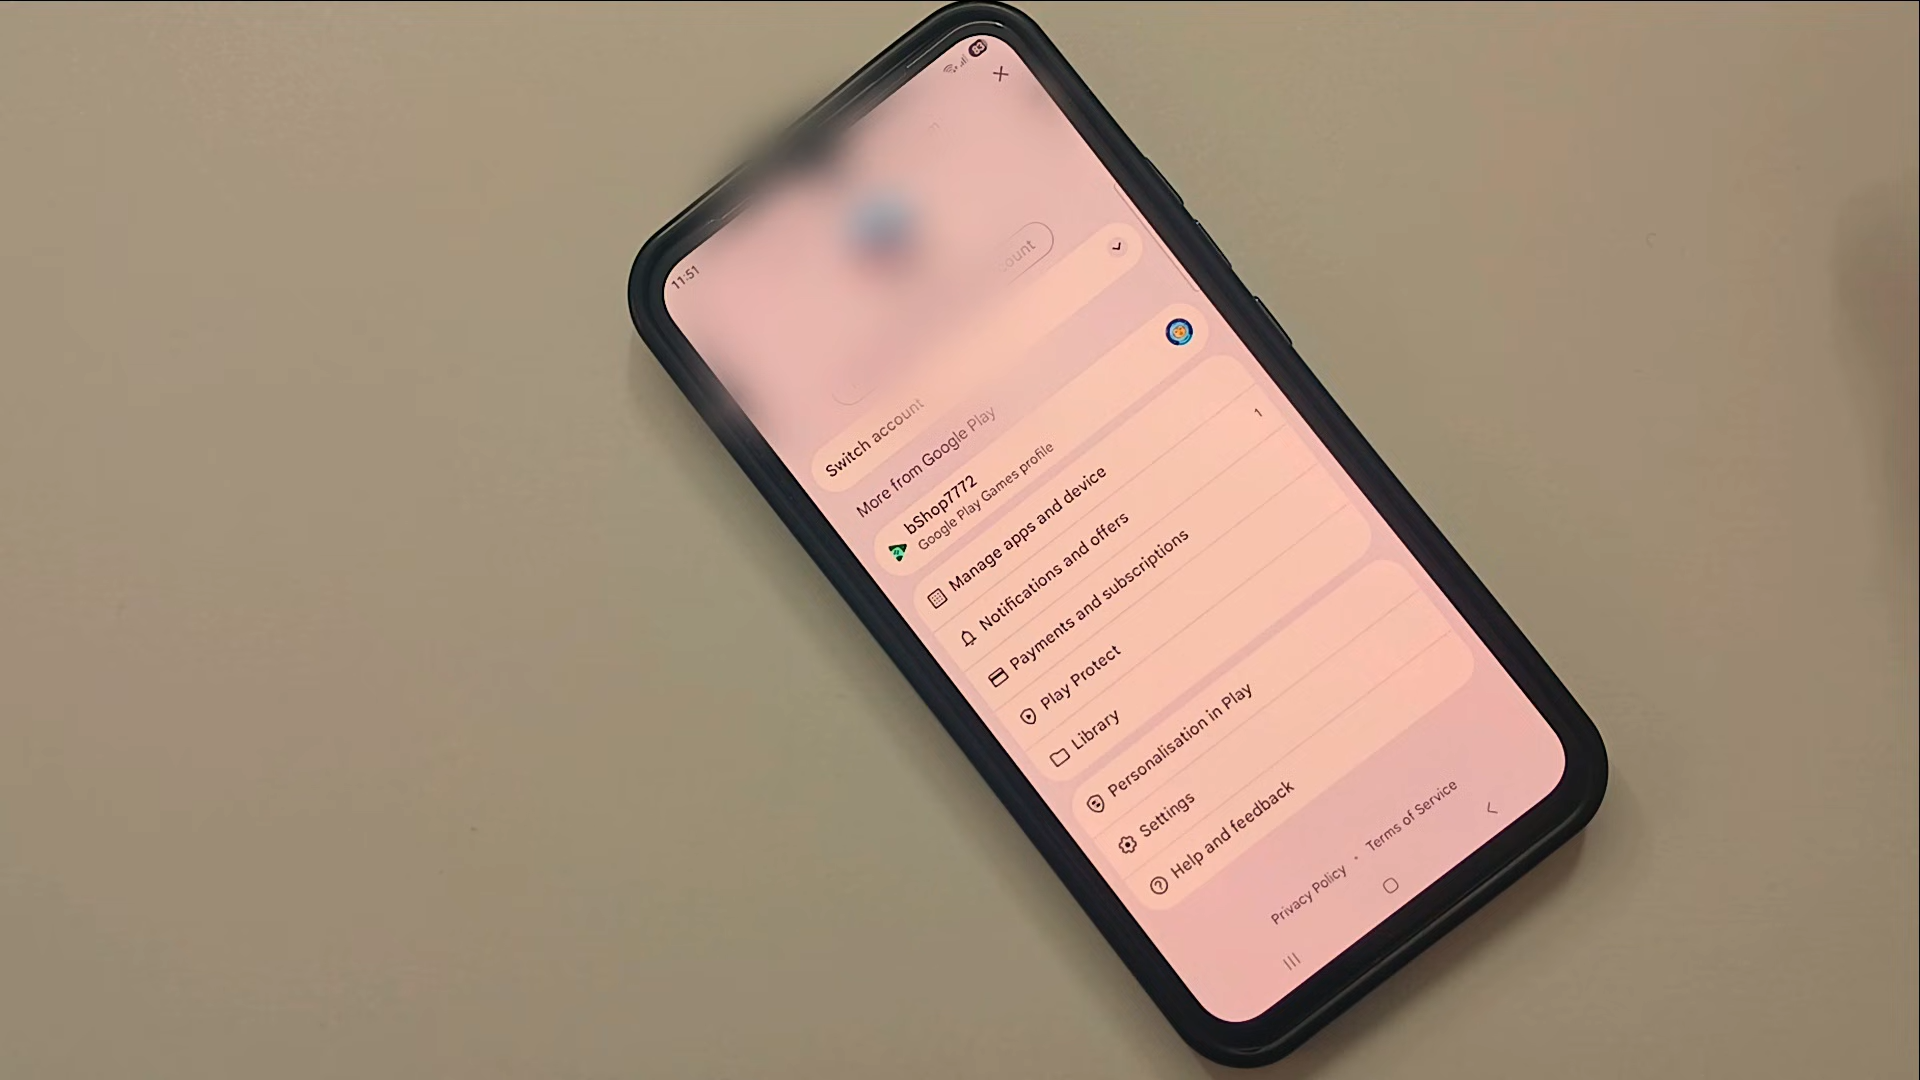 11:51
83
ount
Switch account
More from Google Play
bShop7772
Google Play Games profile
Manage apps and device
Notifications and offers
1
Payments and subscriptions
Play Protect
Library
Personalisation in Play
Settings
Help and feedback
Privacy Policy • Terms of Service